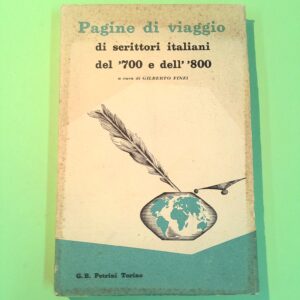 Pagine di viaggio
di scrittori italiani
del '700 e dell' '800
a cura di GILBERTO FINZI
G. B. Petrini Torino